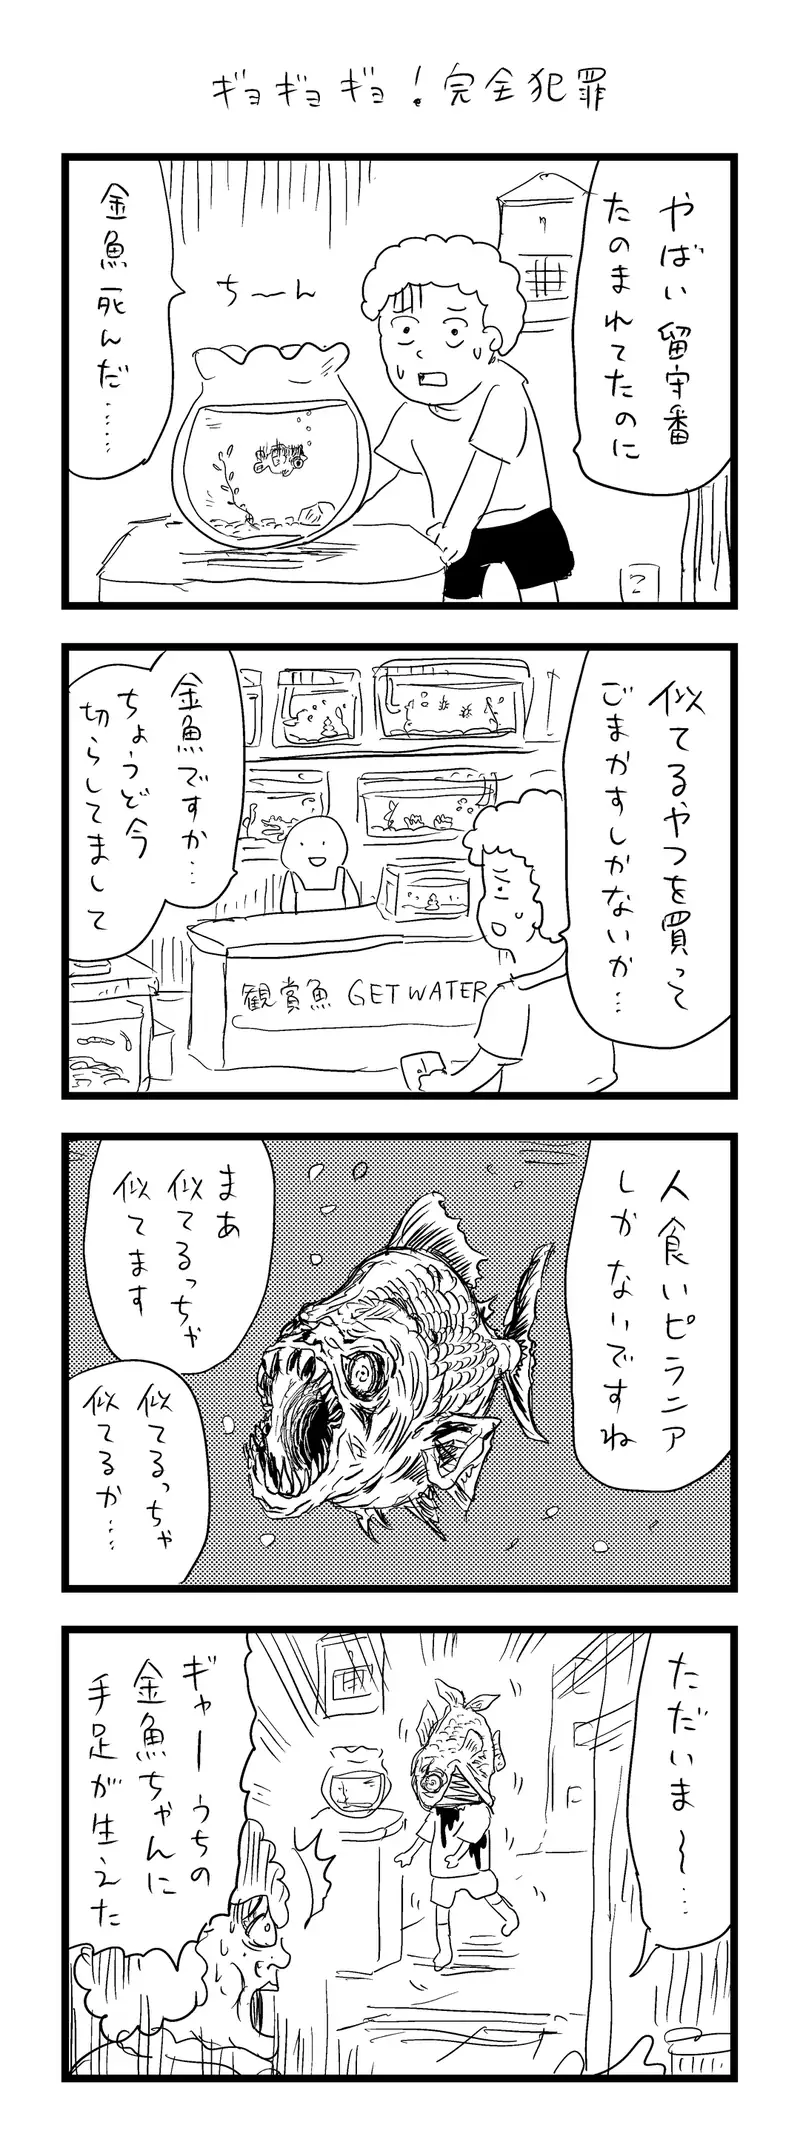 ギョギョギョ!完全犯罪
やばい留守番
たのまれてたのに
ち〜ん
金魚死んだ……
似てるやつを買って
ごまかすしかないか…
金魚ですか…
ちょうど今
切らしてまして
観賞魚 GET WATER
人食いピラニア
しかないですね
まあ
似てるっちゃ
似てます
似てるっちゃ
似てるか…
ただいま〜…
ギャーうちの
金魚ちゃんに
手足が生えた